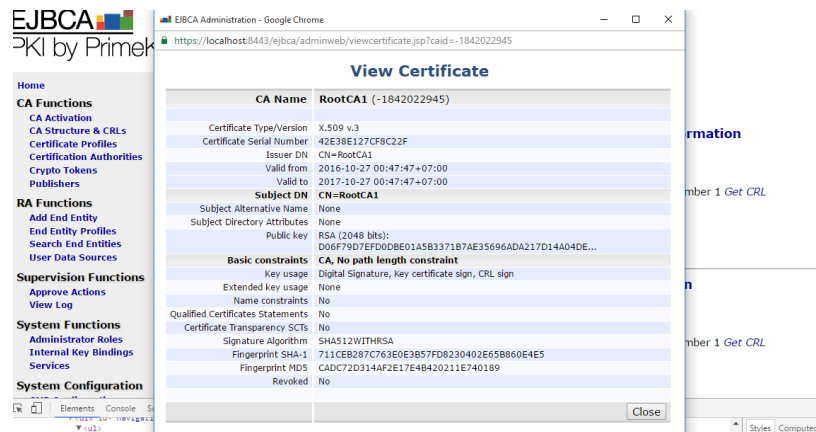 EJBCA
PKI by PrimeK
Home
CA Functions
CA Activation
CA Structure & CRLs
Certificate Profiles
Certification Authorities
Crypto Tokens
Publishers
RA Functions
Add End Entity
End Entity Profiles
Search End Entities
User Data Sources
Supervision Functions
Approve Actions
View Log
System Functions
Administrator Roles
Internal Key Bindings
Services
System Configuration
EJBCA Administration - Google Chrome
https://localhost:8443/ejbca/adminweb/viewcertificate.jsp?caid=-1842022945
View Certificate
CA Name RootCA1 (-1842022945)
Certificate Type/Version X.509 v.3
Certificate Serial Number 42E38E127CF8C22F
Issuer DN CN=RootCA1
Valid from 2016-10-27 00:47:47+07:00
Valid to 2017-10-27 00:47:47+07:00
Subject DN CN=RootCA1
Subject Alternative Name None
Subject Directory Attributes None
Public key RSA (2048 bits):
D06F79D7EFD0DBE01A5B3371B7AE35696ADA217D14A04DE...
Basic constraints CA, No path length constraint
Key usage Digital Signature, Key certificate sign, CRL sign
Extended key usage None
Name constraints No
Qualified Certificates Statements No
Certificate Transparency SCTs No
Signature Algorithm SHA512WITHRSA
Fingerprint SHA-1 711CEB287C763E0E3B57FD8230402E65B860E4E5
Fingerprint MD5 CADC72D314AF2E17E4B420211E740189
Revoked No
Close
rmation
mber 1 Get CRL
n
mber 1 Get CRL
Elements Console
<ul>
Styles Computed